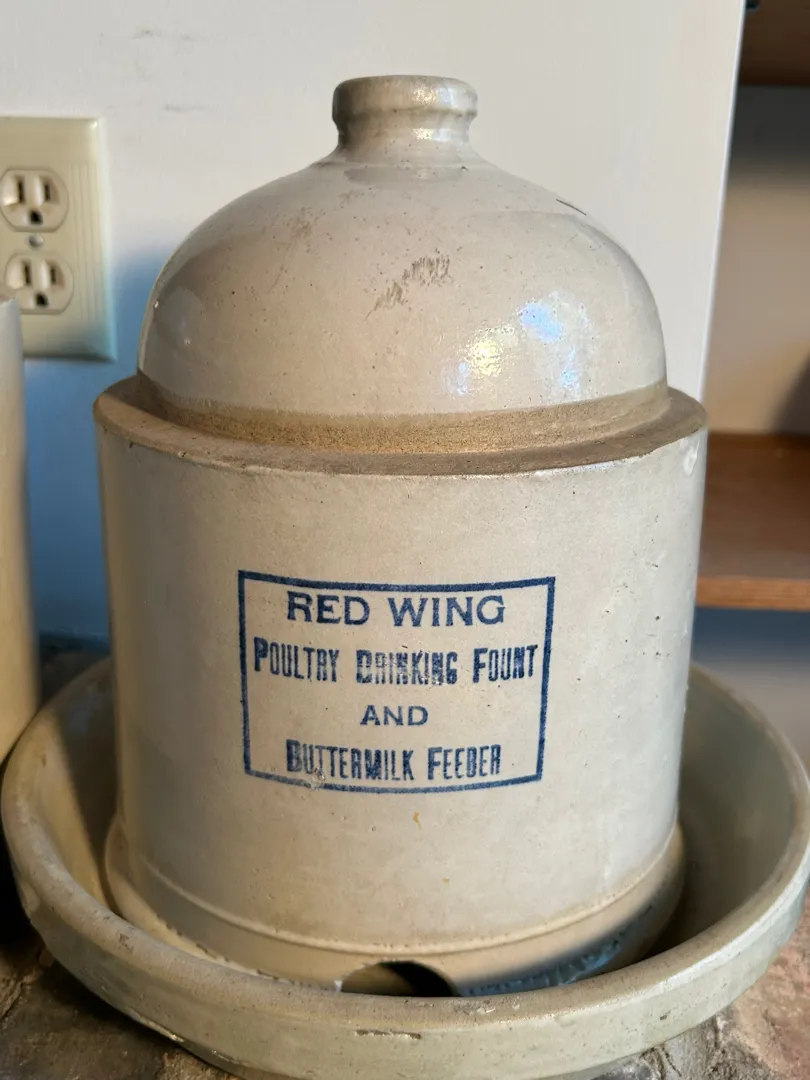 RED WING
POULTRY DRINKING FOUNT
AND
BUTTERMILK FEEDER